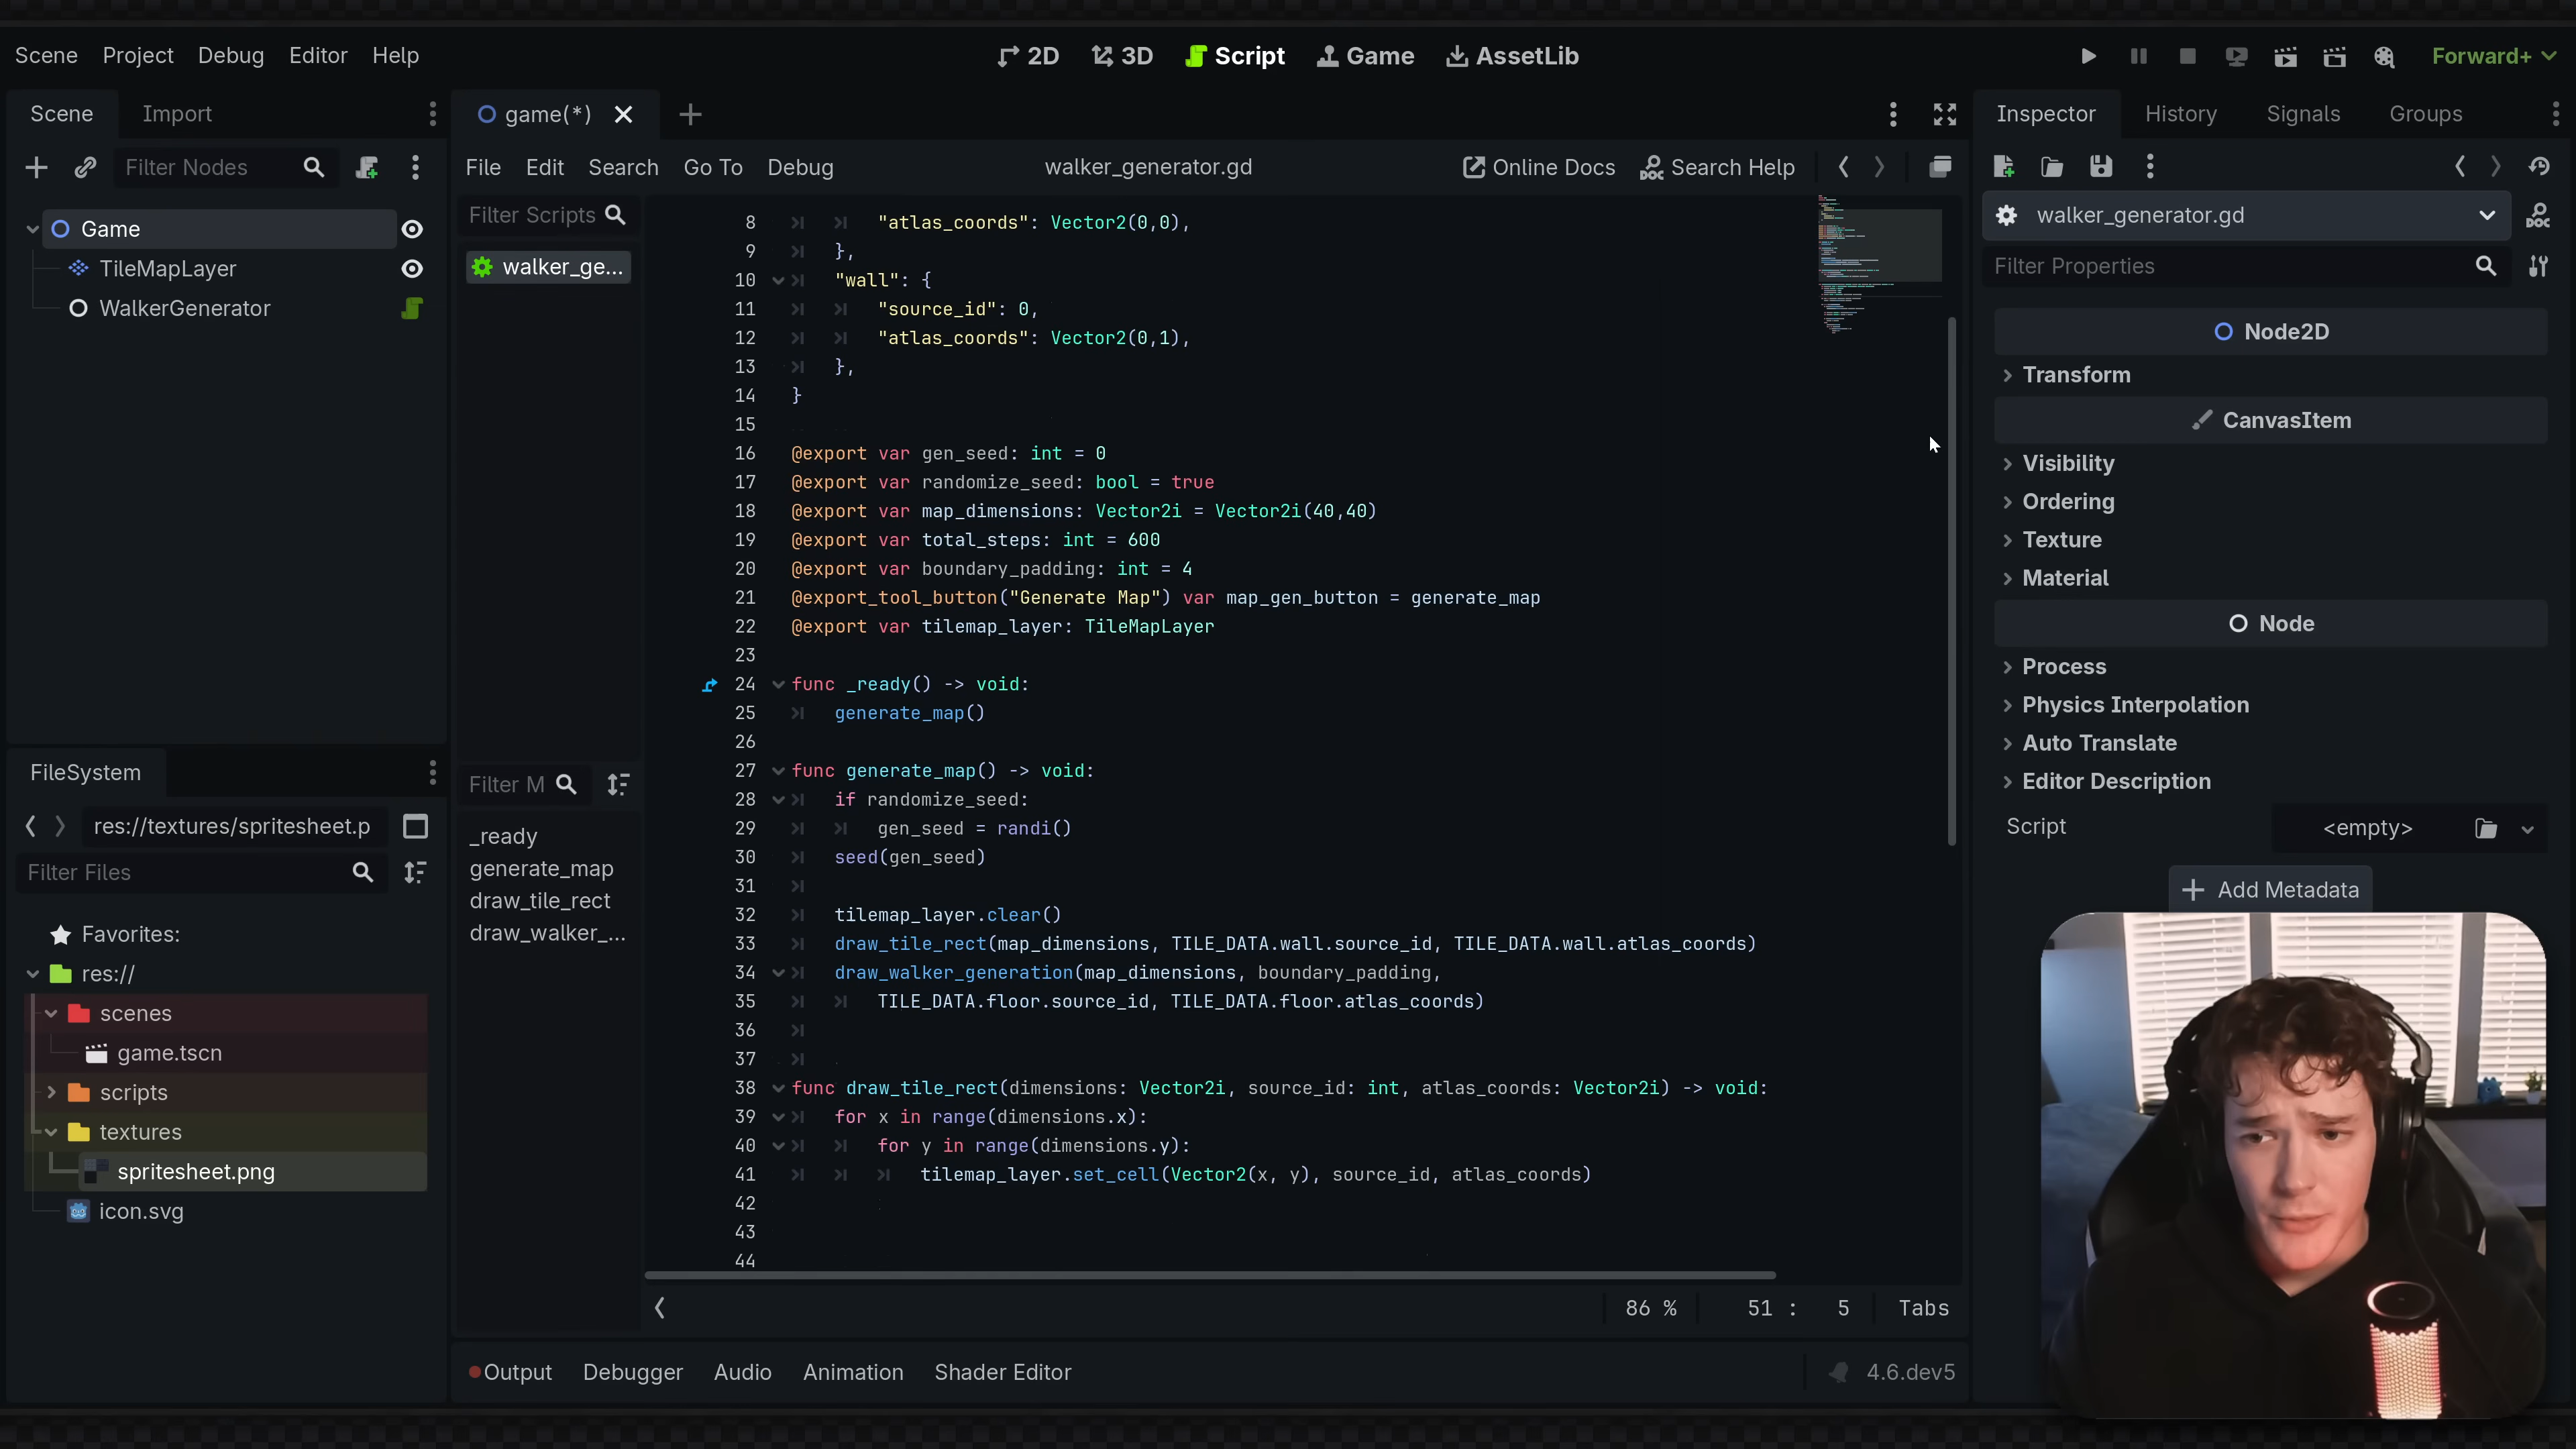 Scene Project Debug Editor Help
2D 3D Script Game AssetLib
Forward+
Scene Import
Filter Nodes
Game
TileMapLayer
WalkerGenerator
FileSystem
res://textures/spritesheet.p
Filter Files
Favorites:
res://
scenes
game.tscn
scripts
textures
spritesheet.png
icon.svg
game(*)
File Edit Search Go To Debug
walker_generator.gd
Online Docs Search Help
Filter Scripts
walker_ge...
Filter M
_ready
generate_map
draw_tile_rect
draw_walker_...
8 "atlas_coords": Vector2(0,0),
9 },
10 "wall": {
11 "source_id": 0,
12 "atlas_coords": Vector2(0,1),
13 },
14 }
15
16 @export var gen_seed: int = 0
17 @export var randomize_seed: bool = true
18 @export var map_dimensions: Vector2i = Vector2i(40,40)
19 @export var total_steps: int = 600
20 @export var boundary_padding: int = 4
21 @export_tool_button("Generate Map") var map_gen_button = generate_map
22 @export var tilemap_layer: TileMapLayer
23
24 func _ready() -> void:
25 generate_map()
26
27 func generate_map() -> void:
28 if randomize_seed:
29 gen_seed = randi()
30 seed(gen_seed)
31
32 tilemap_layer.clear()
33 draw_tile_rect(map_dimensions, TILE_DATA.wall.source_id, TILE_DATA.wall.atlas_coords)
34 draw_walker_generation(map_dimensions, boundary_padding,
35 TILE_DATA.floor.source_id, TILE_DATA.floor.atlas_coords)
36
37
38 func draw_tile_rect(dimensions: Vector2i, source_id: int, atlas_coords: Vector2i) -> void:
39 for x in range(dimensions.x):
40 for y in range(dimensions.y):
41 tilemap_layer.set_cell(Vector2(x, y), source_id, atlas_coords)
42
43
44
86 % 51 : 5 Tabs
Output Debugger Audio Animation Shader Editor
4.6.dev5
Inspector History Signals Groups
walker_generator.gd
DOC
Filter Properties
Node2D
Transform
CanvasItem
Visibility
Ordering
Texture
Material
Node
Process
Physics Interpolation
Auto Translate
Editor Description
Script <empty>
Add Metadata